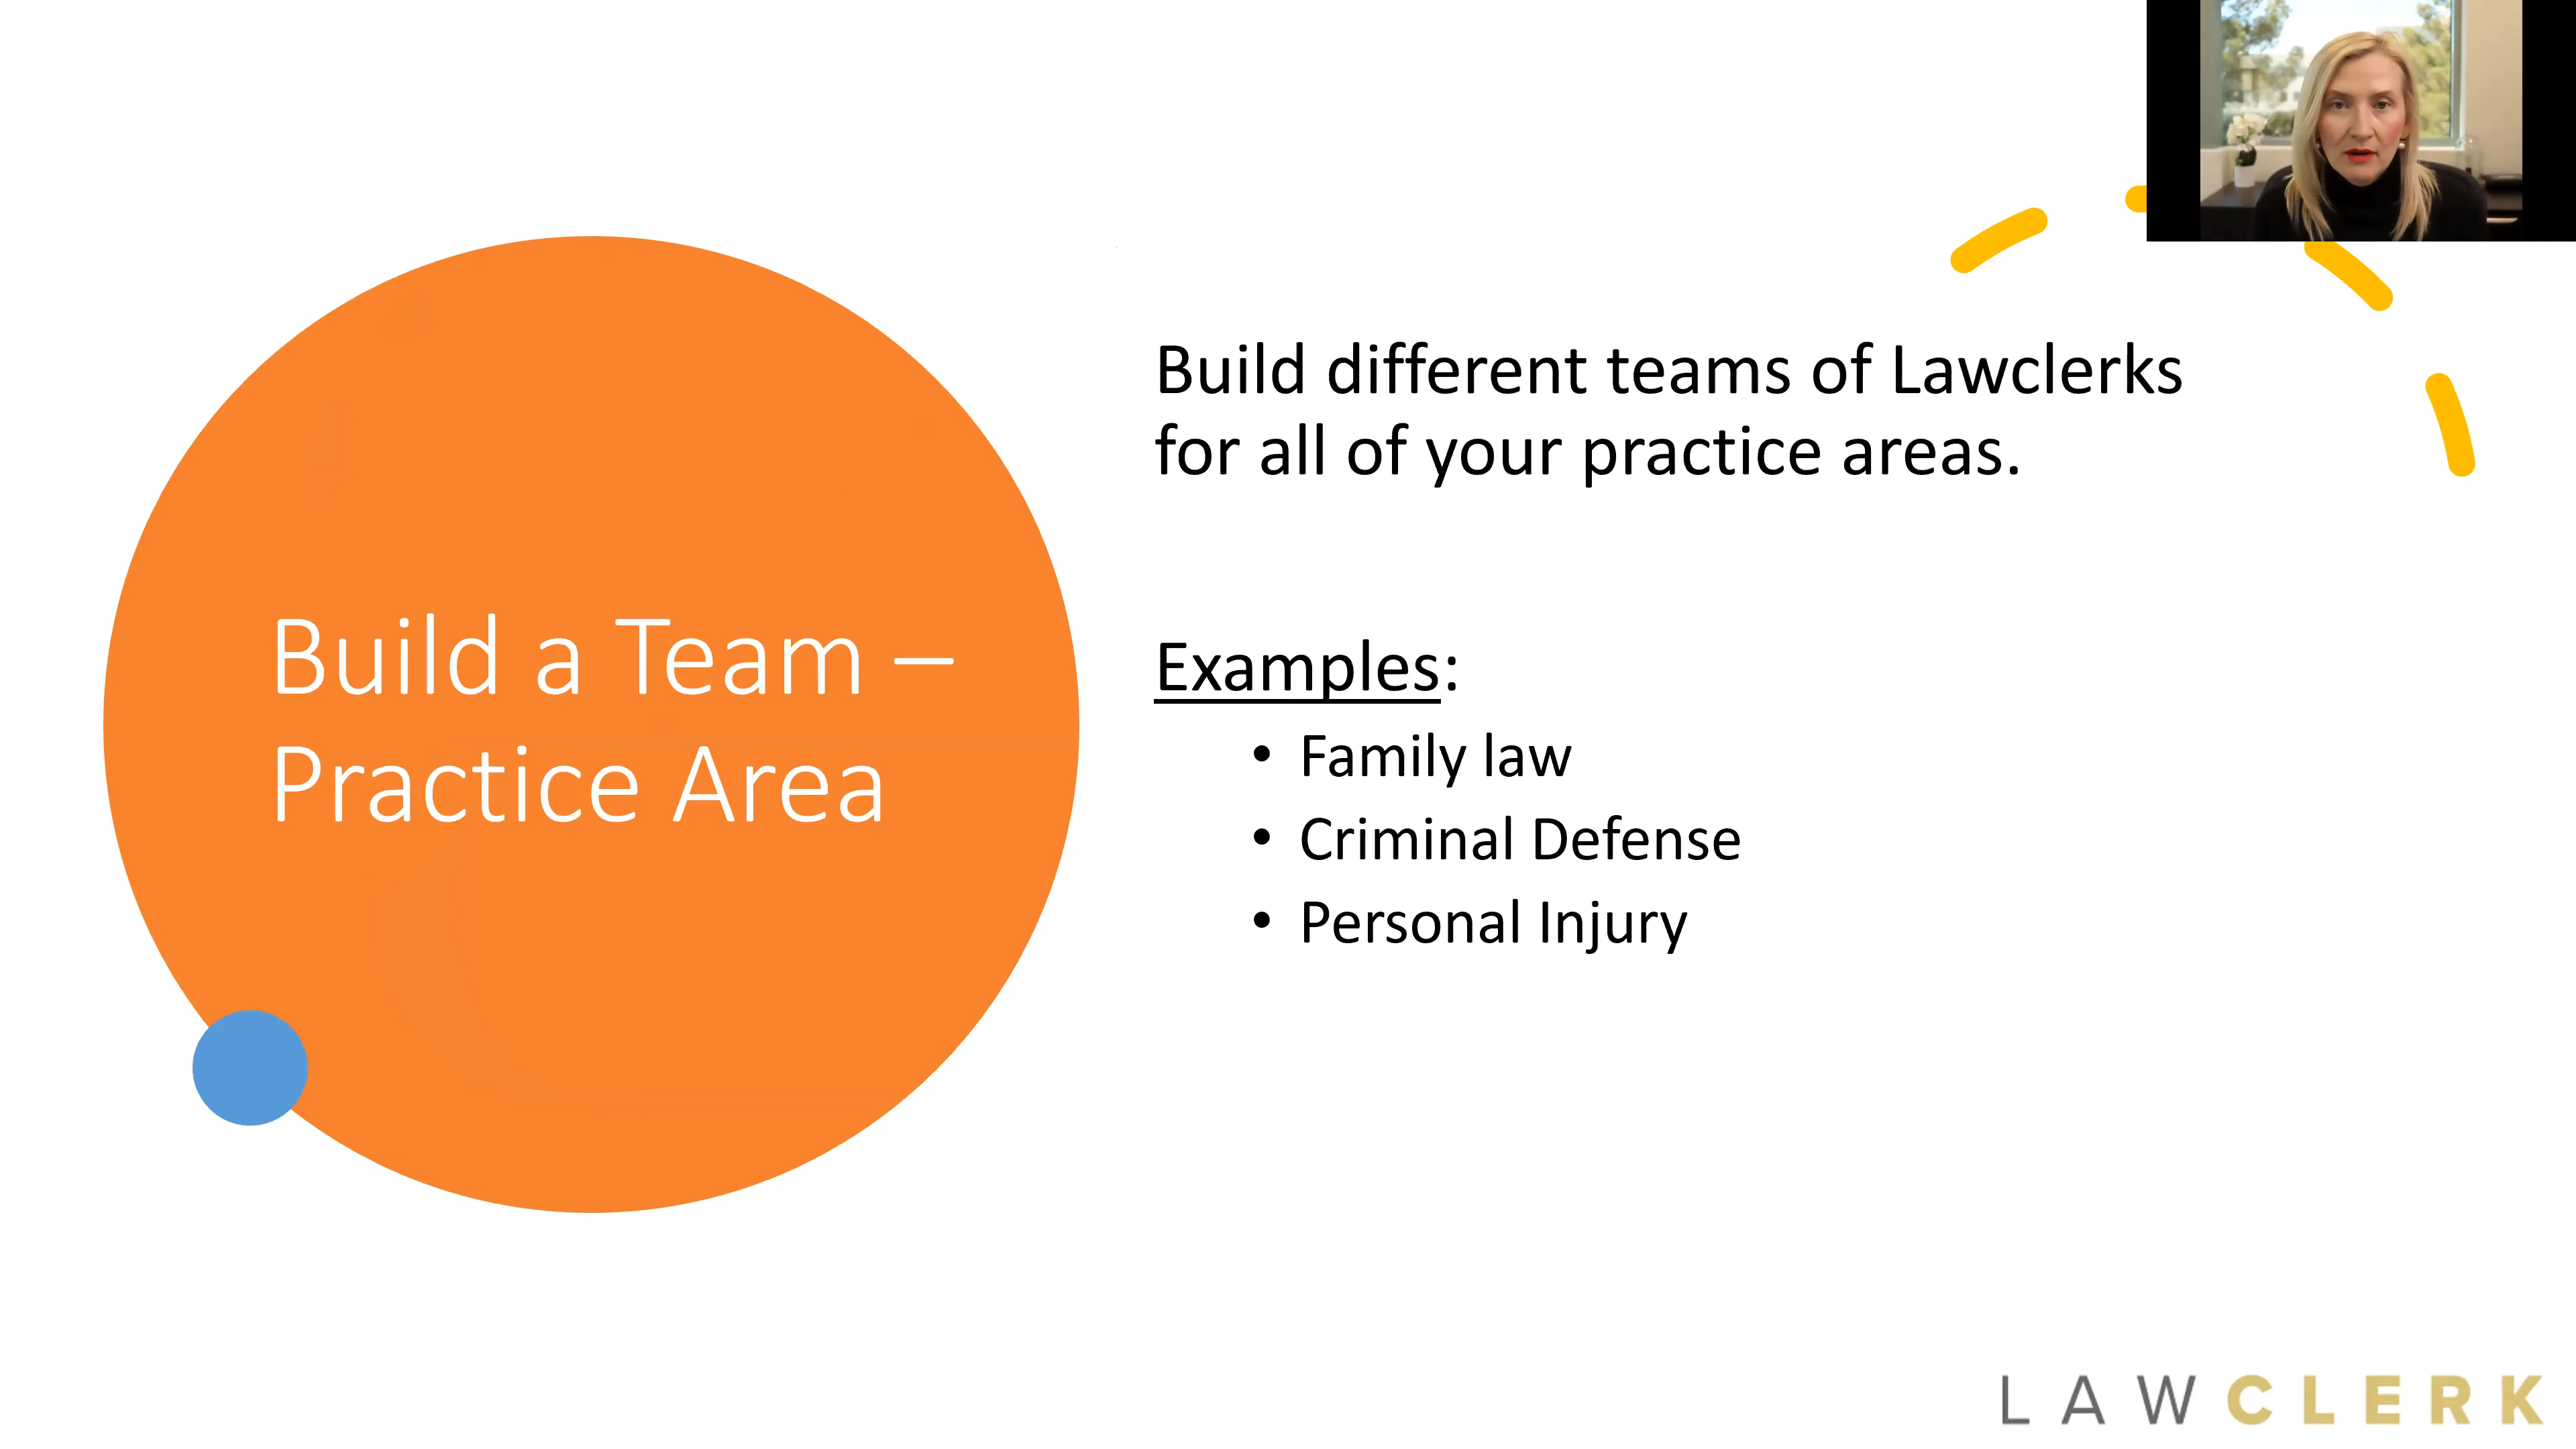 Build a Team –
Practice Area
Build different teams of Lawclerks
for all of your practice areas.
Examples:
• Family law
• Criminal Defense
• Personal Injury
LAWCLERK